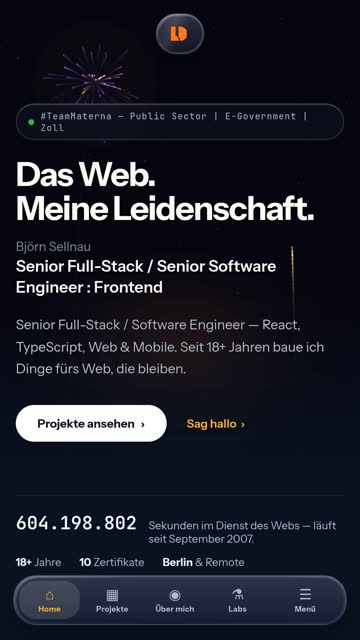 #TeamMaterna — Public Sector | E-Government |
Zoll
Das Web.
Meine Leidenschaft.
Björn Sellnau
Senior Full-Stack / Senior Software
Engineer : Frontend
Senior Full-Stack / Software Engineer — React,
TypeScript, Web & Mobile. Seit 18+ Jahren baue ich
Dinge fürs Web, die bleiben.
Projekte ansehen ›
Sag hallo ›
604.198.802
Sekunden im Dienst des Webs — läuft
seit September 2007.
18+ Jahre
10 Zertifikate
Berlin & Remote
Home
Projekte
Über mich
Labs
Menü